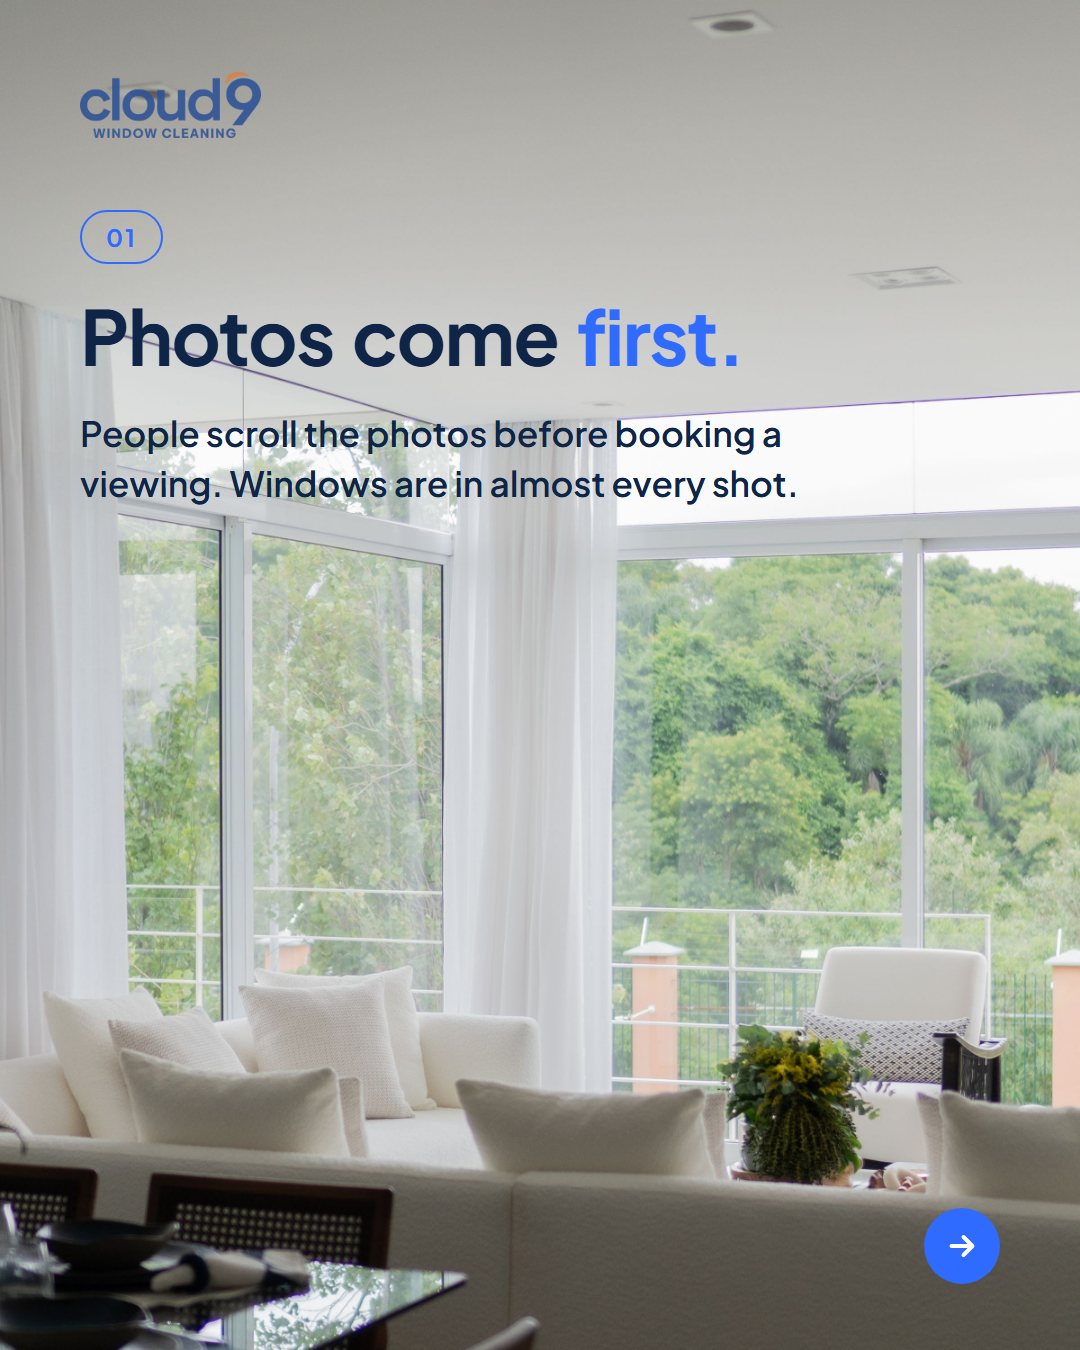 cloud9
WINDOW CLEANING
01
Photos come first.
People scroll the photos before booking a
viewing. Windows are in almost every shot.